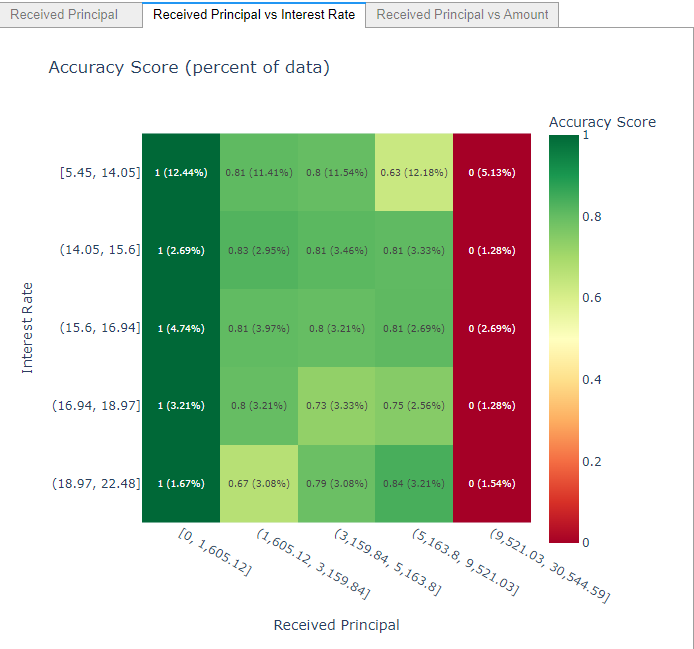 Received Principal
Received Principal vs Interest Rate
Received Principal vs Amount
Accuracy Score (percent of data)
Accuracy Score
1
0.8
0.6
0.4
0.2
0
Interest Rate
[5.45, 14.05] 1 (12.44%) 0.81 (11.41%) 0.8 (11.54%) 0.63 (12.18%) 0 (5.13%)
(14.05, 15.6] 1 (2.69%) 0.83 (2.95%) 0.81 (3.46%) 0.81 (3.33%) 0 (1.28%)
(15.6, 16.94] 1 (4.74%) 0.81 (3.97%) 0.8 (3.21%) 0.81 (2.69%) 0 (2.69%)
(16.94, 18.97] 1 (3.21%) 0.8 (3.21%) 0.73 (3.33%) 0.75 (2.56%) 0 (1.28%)
(18.97, 22.48] 1 (1.67%) 0.67 (3.08%) 0.79 (3.08%) 0.84 (3.21%) 0 (1.54%)
[0, 1,605.12]
(1,605.12, 3,159.84]
(3,159.84, 5,163.8]
(5,163.8, 9,521.03]
(9,521.03, 30,544.59]
Received Principal